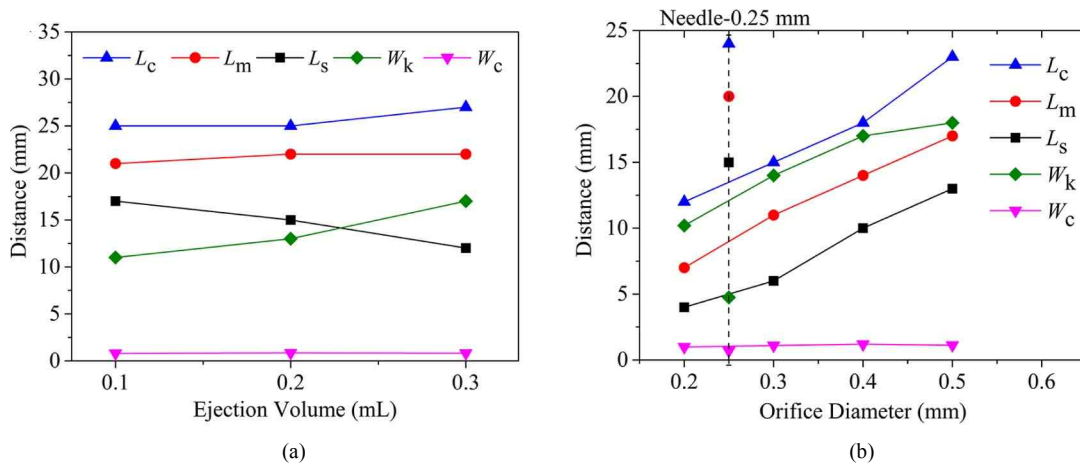 35
30
25
20
15
10
5
0
Distance (mm)
Lc Lm Ls Wk Wc
0.1 0.2 0.3
Ejection Volume (mL)
(a)
Needle-0.25 mm
25
20
15
10
5
0
Distance (mm)
Lc
Lm
Ls
Wk
Wc
0.2 0.3 0.4 0.5 0.6
Orifice Diameter (mm)
(b)